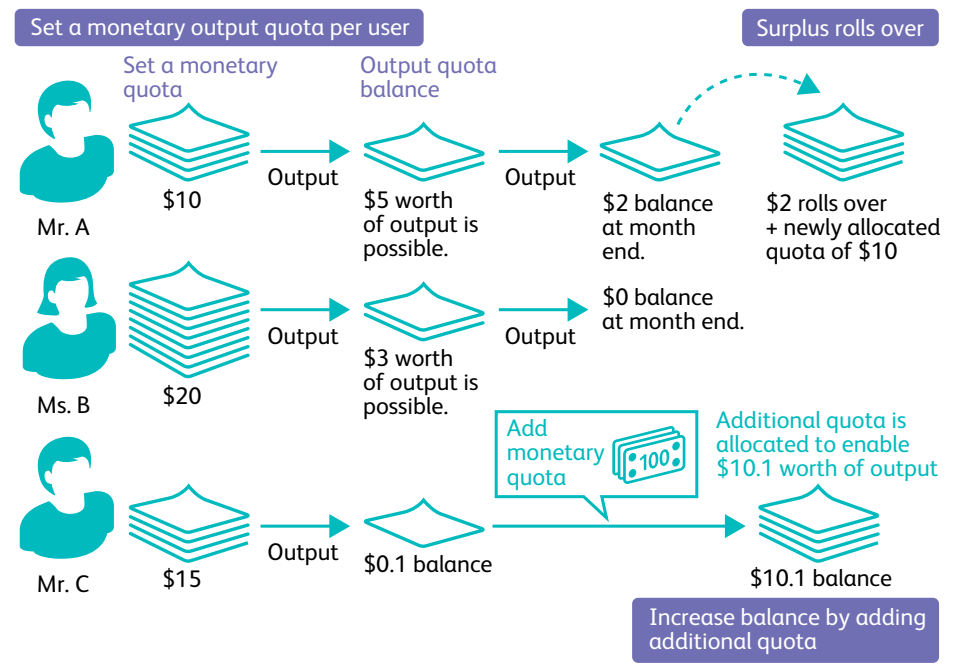 Set a monetary output quota per user
Surplus rolls over
Set a monetary
quota
Output quota
balance
Mr. A
$10
Output
$5 worth
of output is
possible.
Output
$2 balance
at month
end.
$2 rolls over
+ newly allocated
quota of $10
Ms. B
$20
Output
$3 worth
of output is
possible.
Output
$0 balance
at month end.
Mr. C
$15
Output
$0.1 balance
Add
monetary
quota
100
Additional quota is
allocated to enable
$10.1 worth of output
$10.1 balance
Increase balance by adding
additional quota